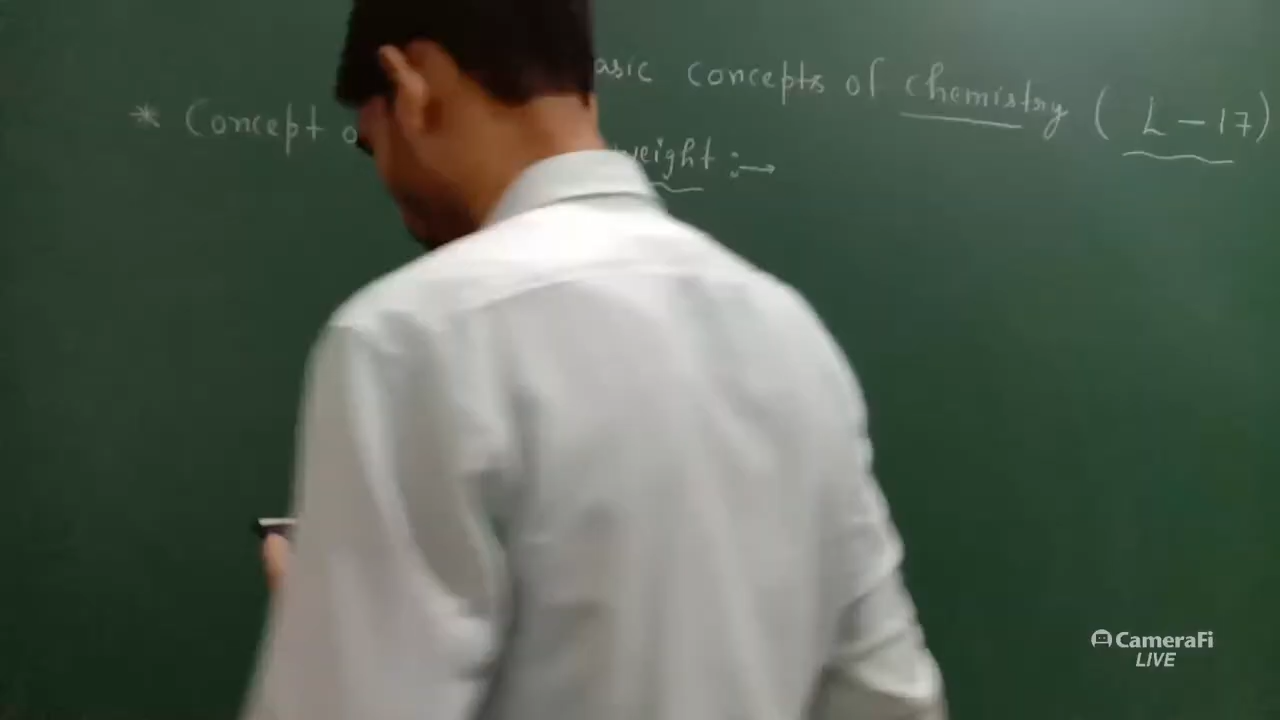 asic concepts of chemistry ( L - 17)
* Concept o weight :→
CameraFi
LIVE